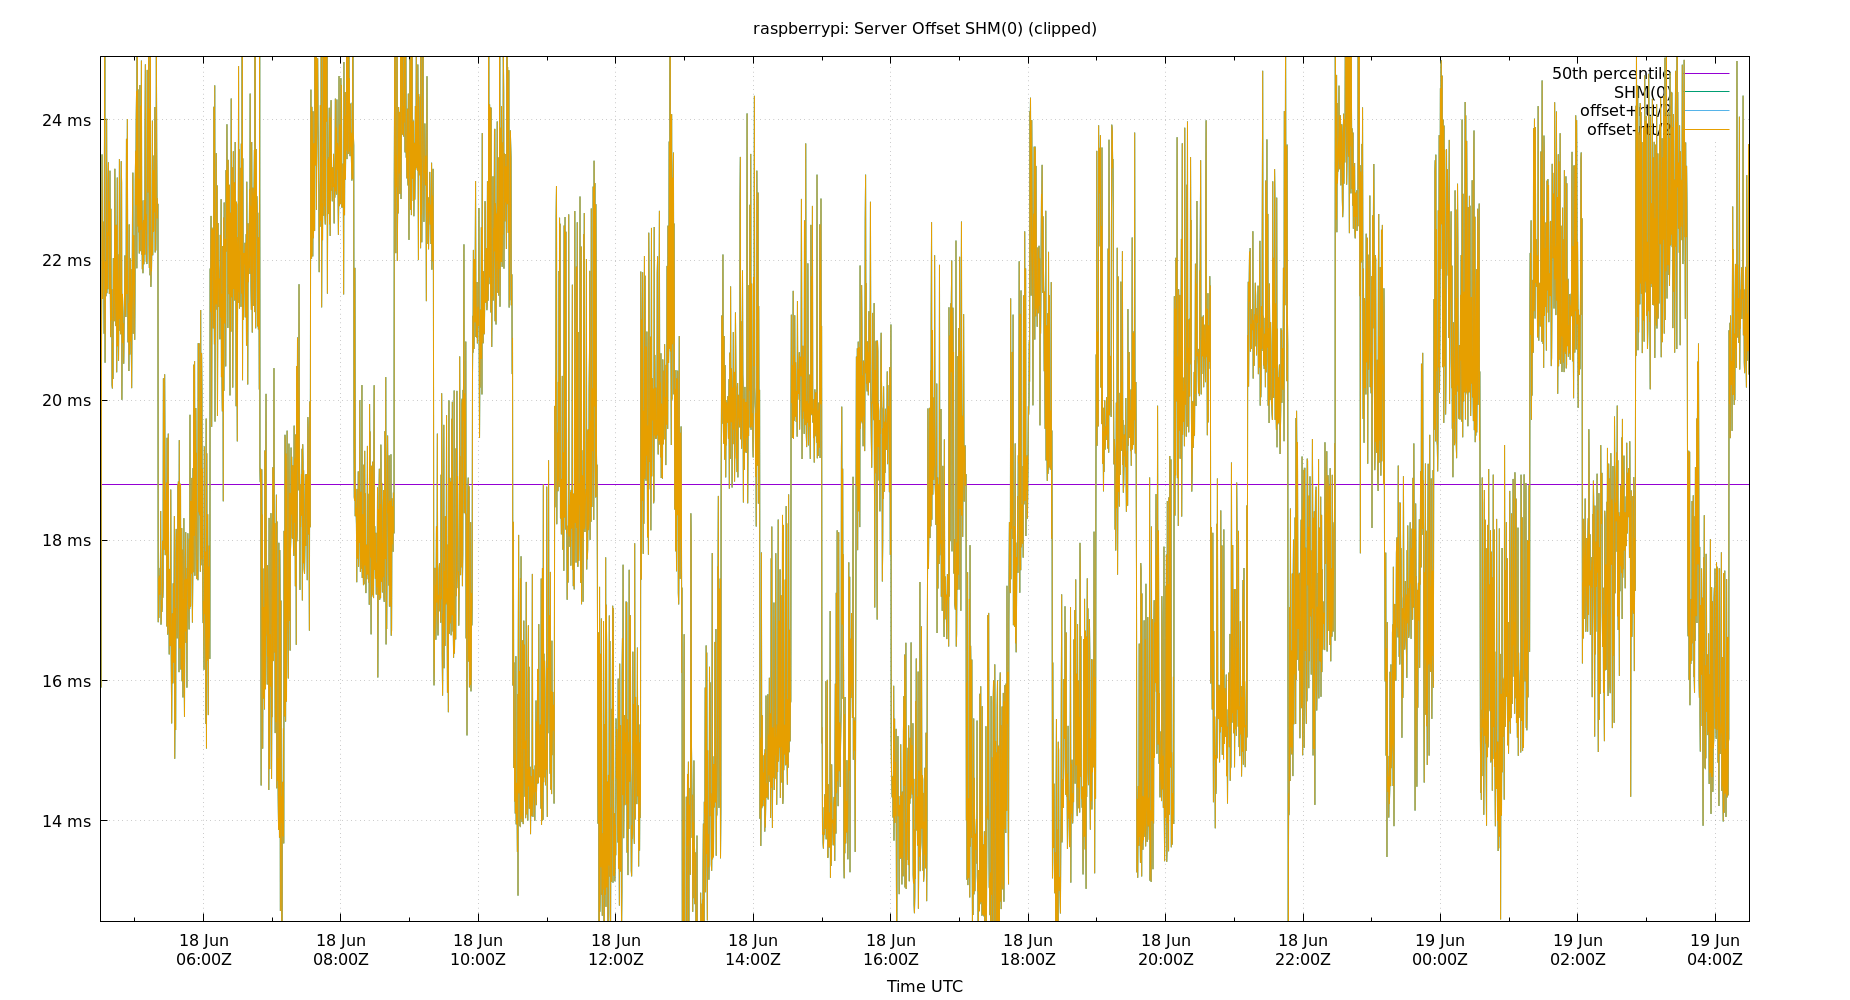 raspberrypi: Server Offset SHM(0) (clipped)
50th percentile
SHM(0)
offset+rtt/2
offset-rtt/2
24 ms
22 ms
20 ms
18 ms
16 ms
14 ms
18 Jun 18 Jun 18 Jun 18 Jun 18 Jun 18 Jun 18 Jun 18 Jun 18 Jun 19 Jun 19 Jun 19 Jun
06:00Z 08:00Z 10:00Z 12:00Z 14:00Z 16:00Z 18:00Z 20:00Z 22:00Z 00:00Z 02:00Z 04:00Z
Time UTC